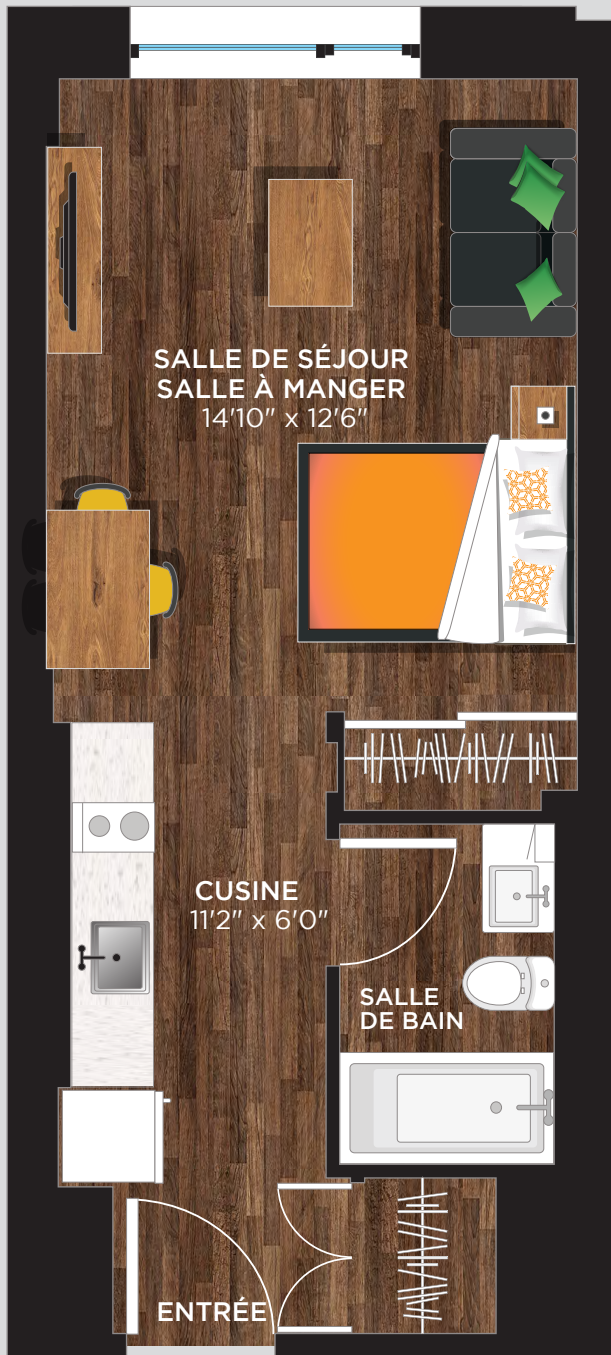 SALLE DE SÉJOUR
SALLE À MANGER
14'10" x 12'6"
CUSINE
11'2" x 6'0"
SALLE
DE BAIN
ENTRÉE